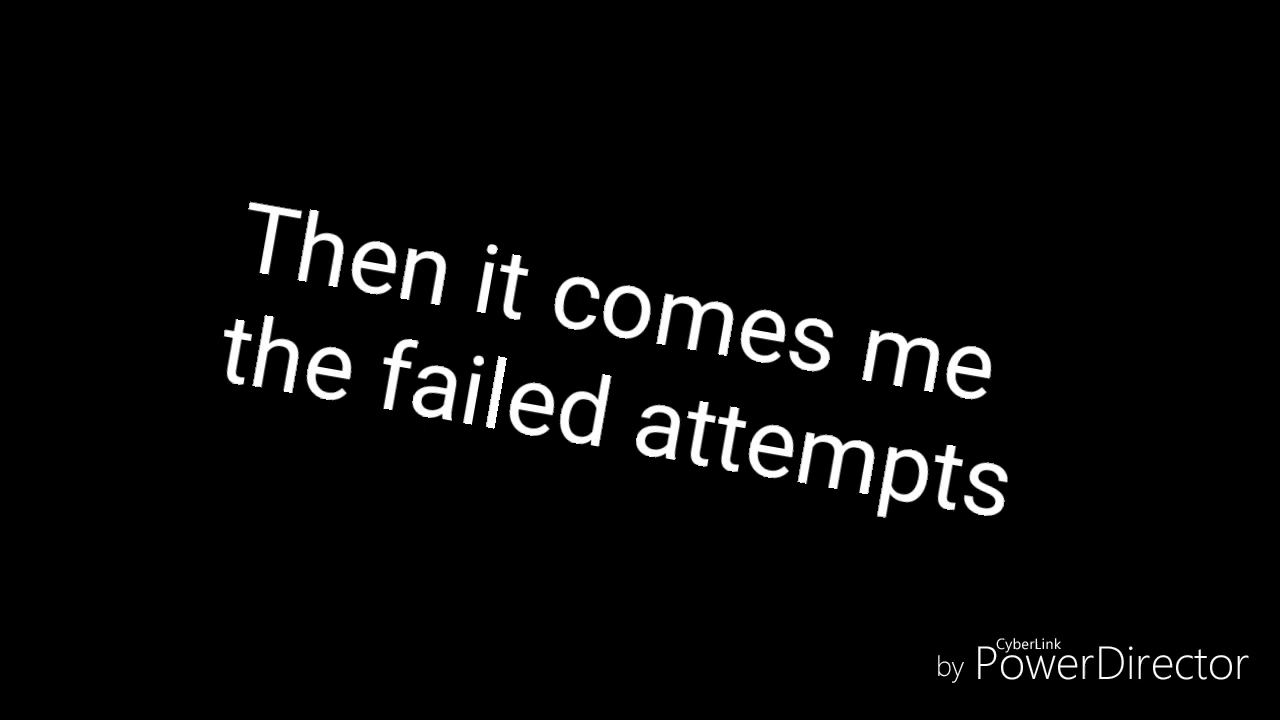 Then it comes me
the failed attempts
CyberLink
by PowerDirector